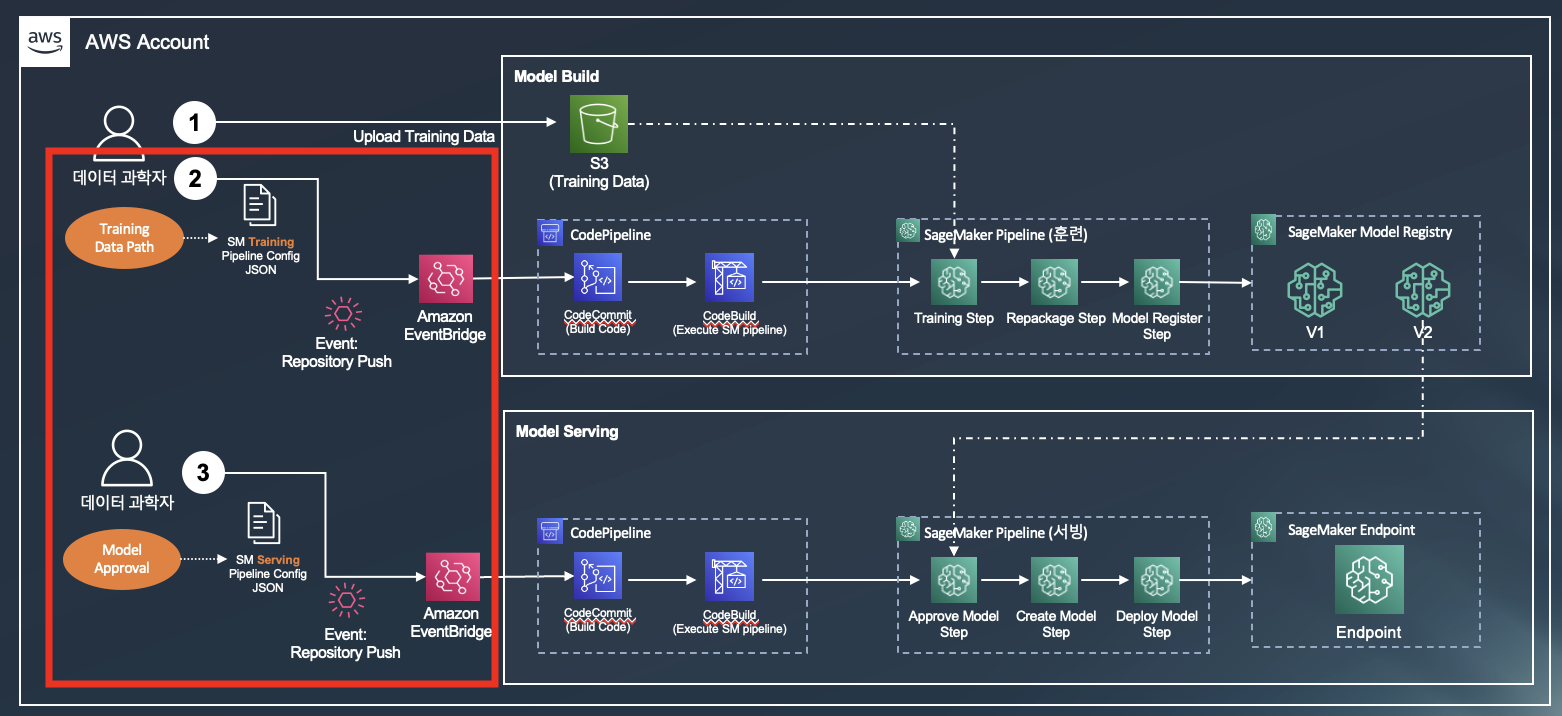 aws
AWS Account
Model Build
1
Upload Training Data
S3
(Training Data)
데이터 과학자
2
Training
Data Path
SM Training
Pipeline Config
JSON
Amazon
EventBridge
Event:
Repository Push
CodePipeline
CodeCommit
(Build Code)
CodeBuild
(Execute SM pipeline)
SageMaker Pipeline (훈련)
Training Step
Repackage Step
Model Register
Step
SageMaker Model Registry
V1
V2
Model Serving
데이터 과학자
3
Model
Approval
SM Serving
Pipeline Config
JSON
Amazon
EventBridge
Event:
Repository Push
CodePipeline
CodeCommit
(Build Code)
CodeBuild
(Execute SM pipeline)
SageMaker Pipeline (서빙)
Approve Model
Step
Create Model
Step
Deploy Model
Step
SageMaker Endpoint
Endpoint